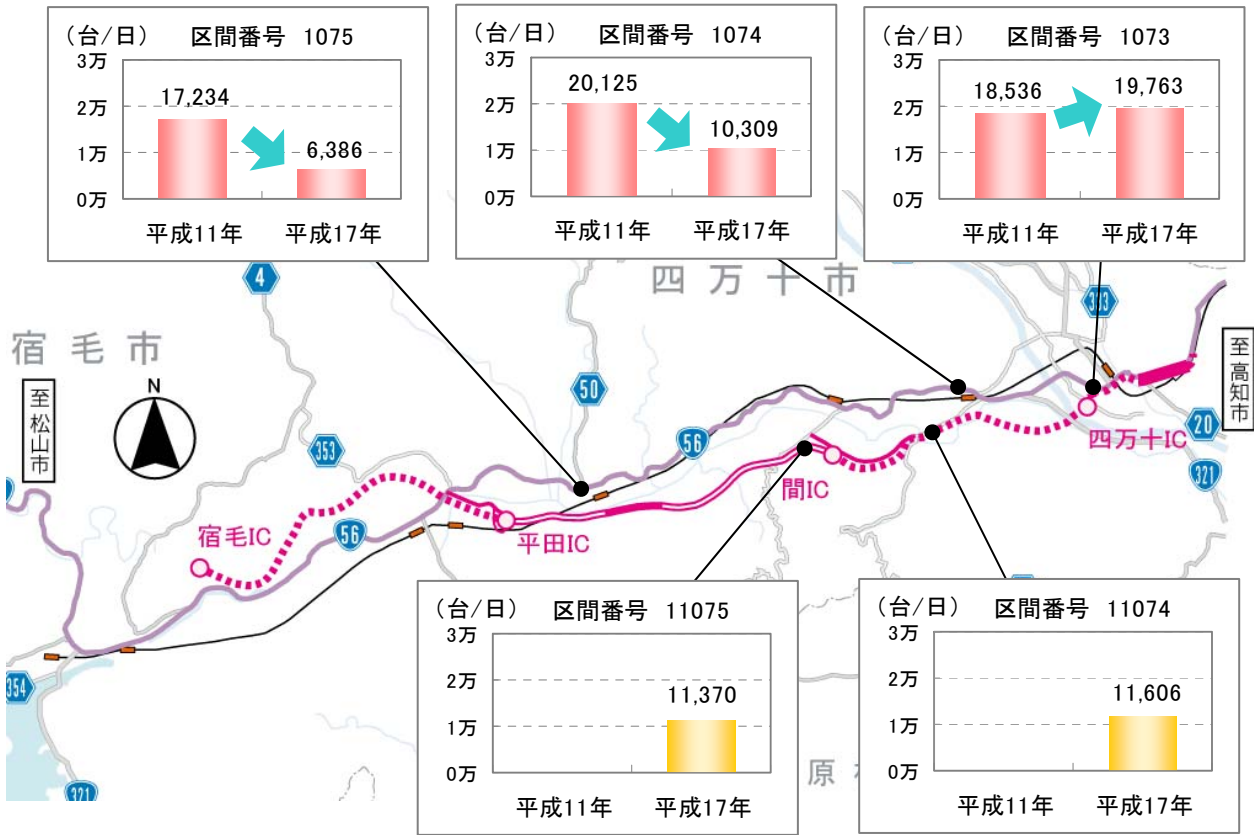 (台/日) 区間番号 1075
3万
2万
1万
0万
17,234
6,386
平成11年 平成17年
(台/日) 区間番号 1074
3万
2万
1万
0万
20,125
10,309
平成11年 平成17年
(台/日) 区間番号 1073
3万
2万
1万
0万
18,536
19,763
平成11年 平成17年
4
四万十市
宿毛市
至松山市
N
50
353
56
56
至高知市
20
321
四万十IC
間IC
平田IC
宿毛IC
354
321
原
(台/日) 区間番号 11075
3万
2万
1万
0万
11,370
平成11年 平成17年
(台/日) 区間番号 11074
3万
2万
1万
0万
11,606
平成11年 平成17年